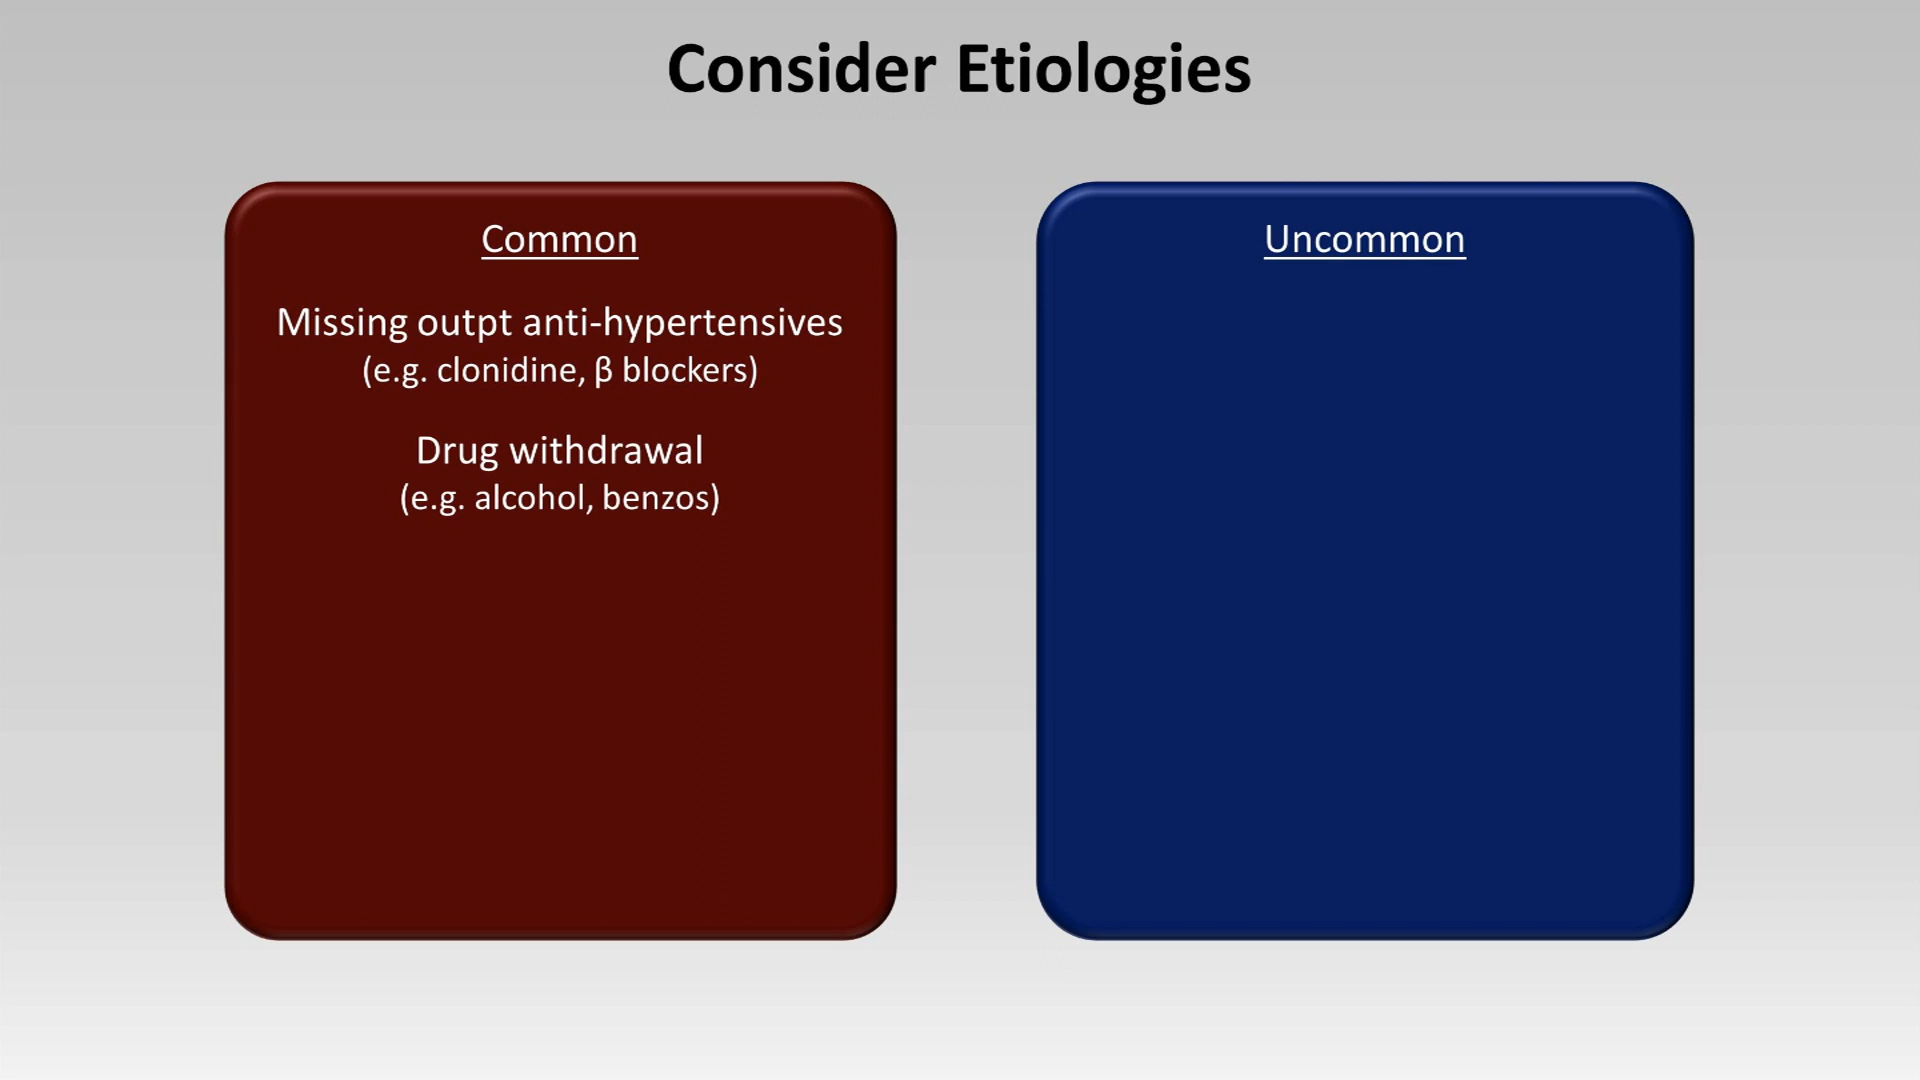 Consider Etiologies
Common
Missing outpt anti-hypertensives
(e.g. clonidine, β blockers)
Drug withdrawal
(e.g. alcohol, benzos)
Uncommon